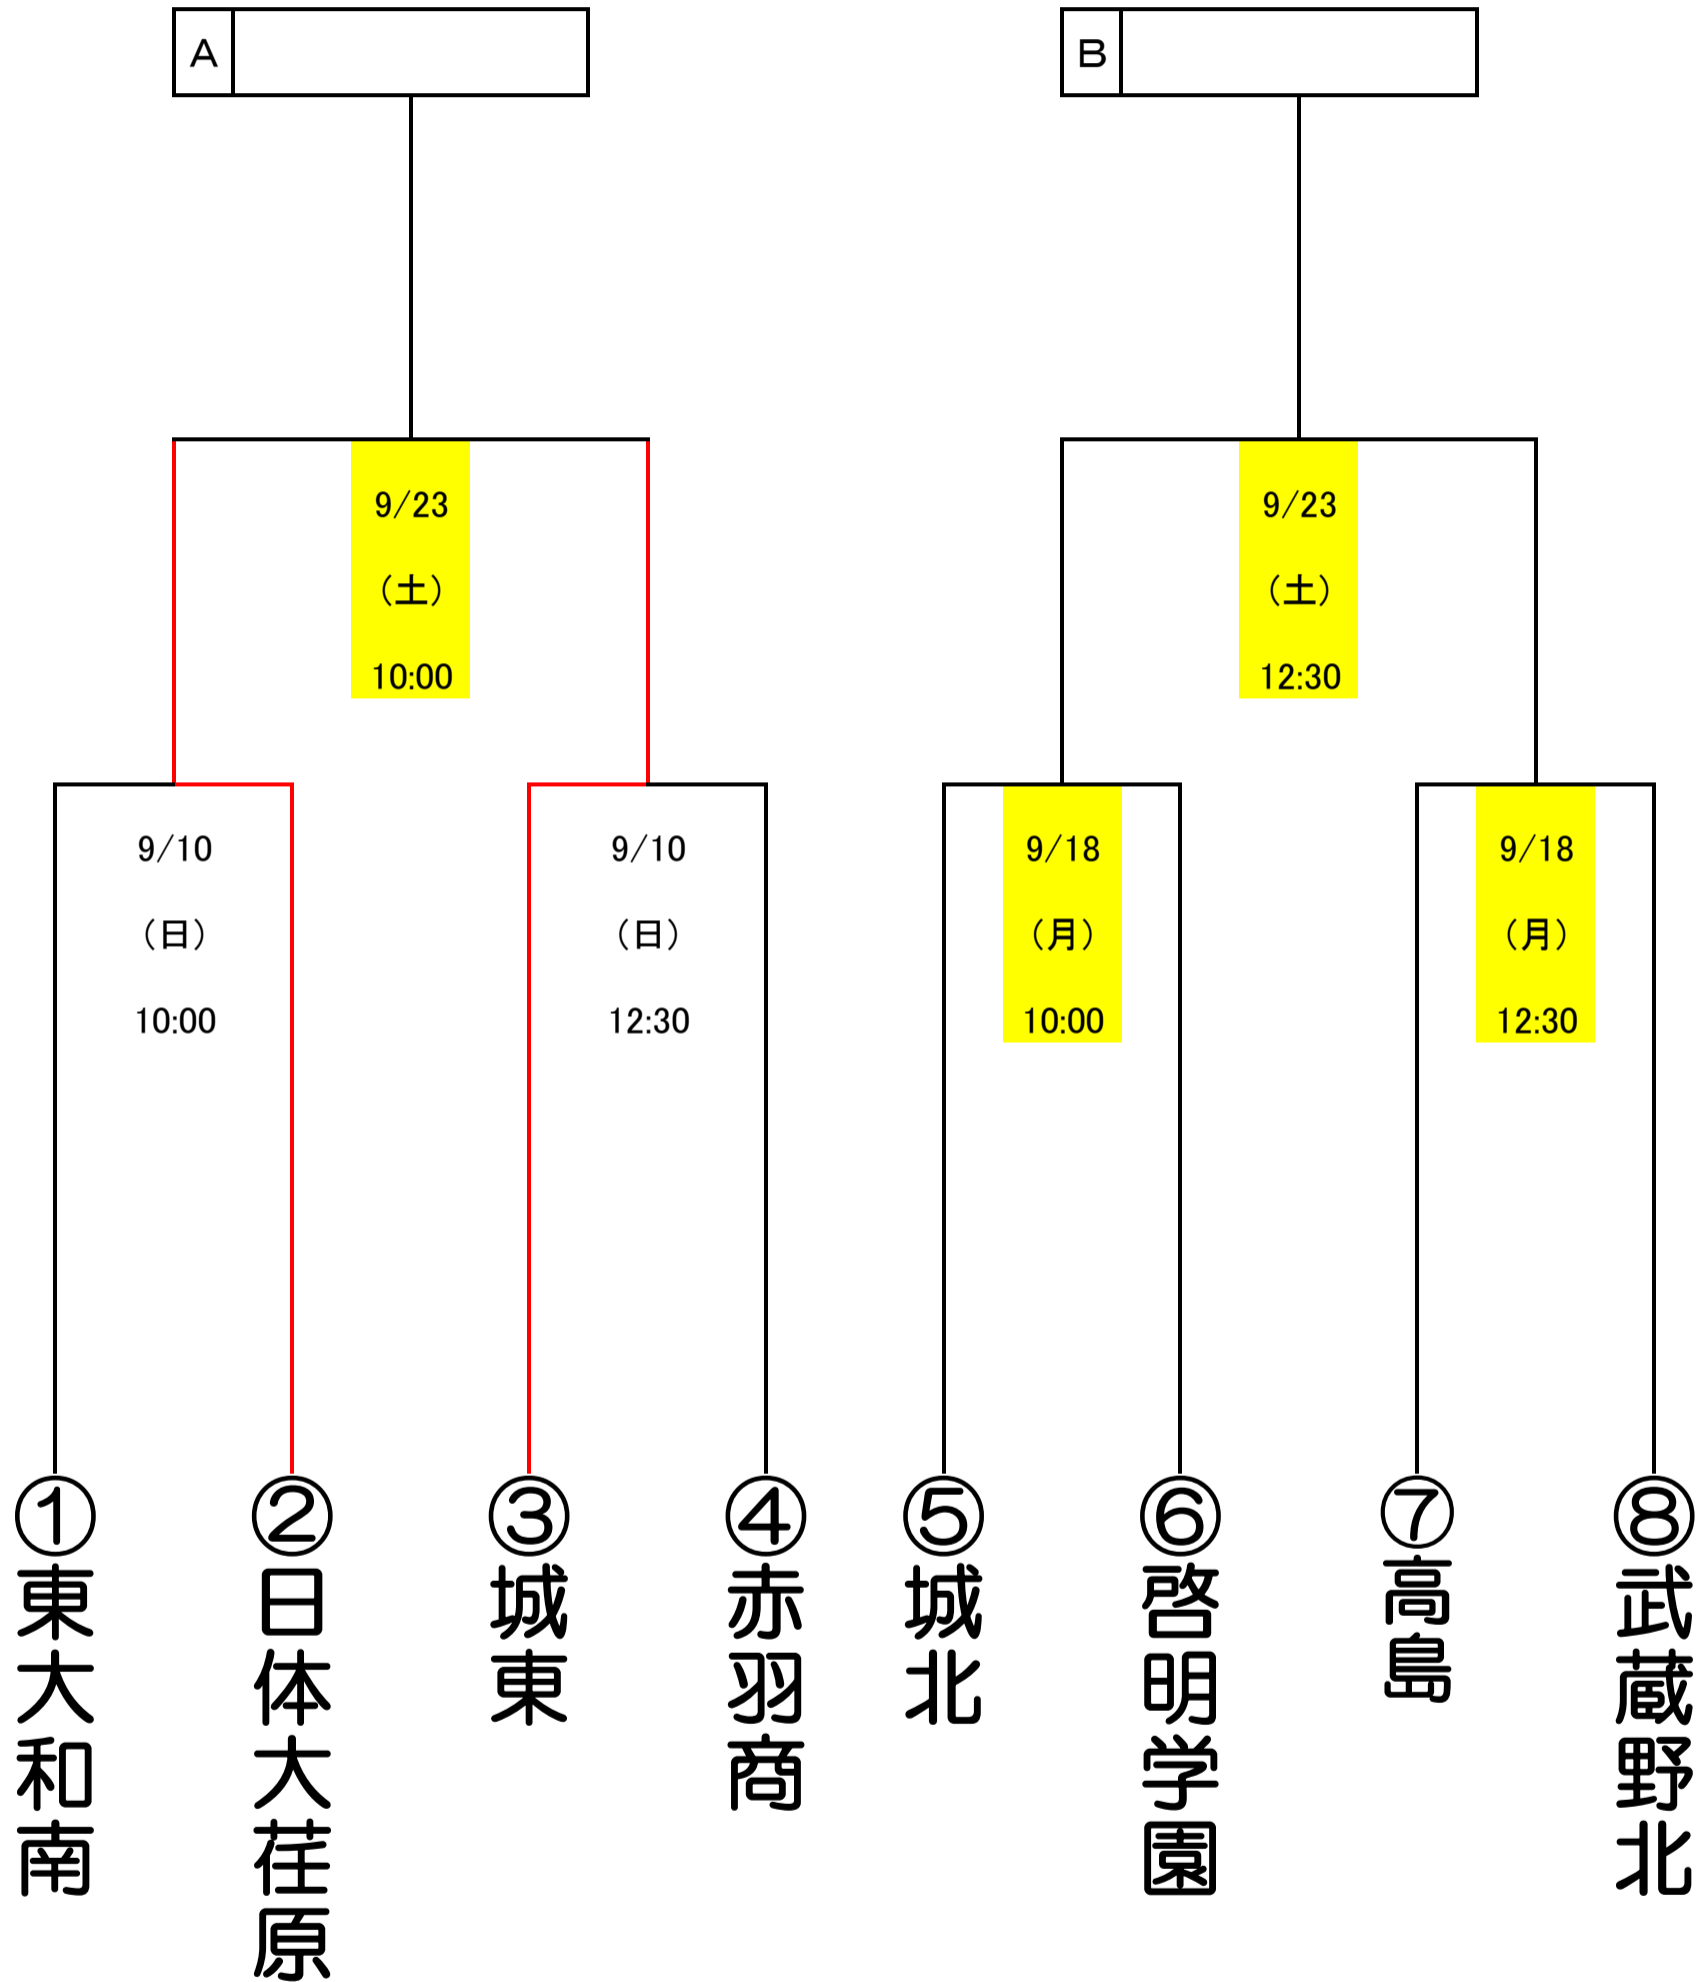 A
B
9/23
(土)
10:00
9/23
(土)
12:30
9/10
(日)
10:00
9/10
(日)
12:30
9/18
(月)
10:00
9/18
(月)
12:30
①東大和南
②日体大荏原
③城東
④赤羽商
⑤城北
⑥啓明学園
⑦高島
⑧武蔵野北